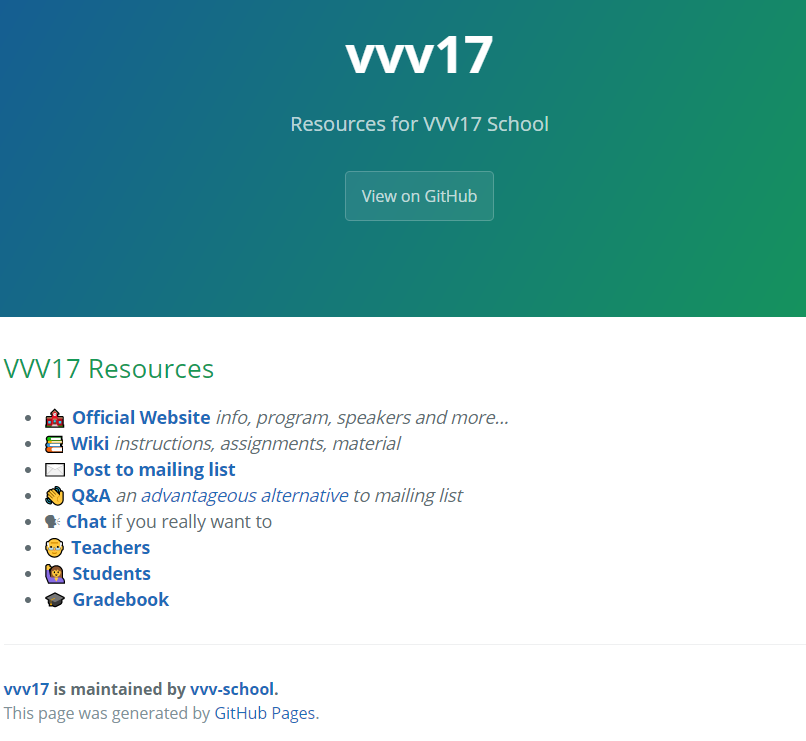 vvv17
Resources for VVV17 School
View on GitHub
VVV17 Resources
Official Website info, program, speakers and more...
Wiki instructions, assignments, material
Post to mailing list
Q&A an advantageous alternative to mailing list
Chat if you really want to
Teachers
Students
Gradebook
vvv17 is maintained by vvv-school.
This page was generated by GitHub Pages.